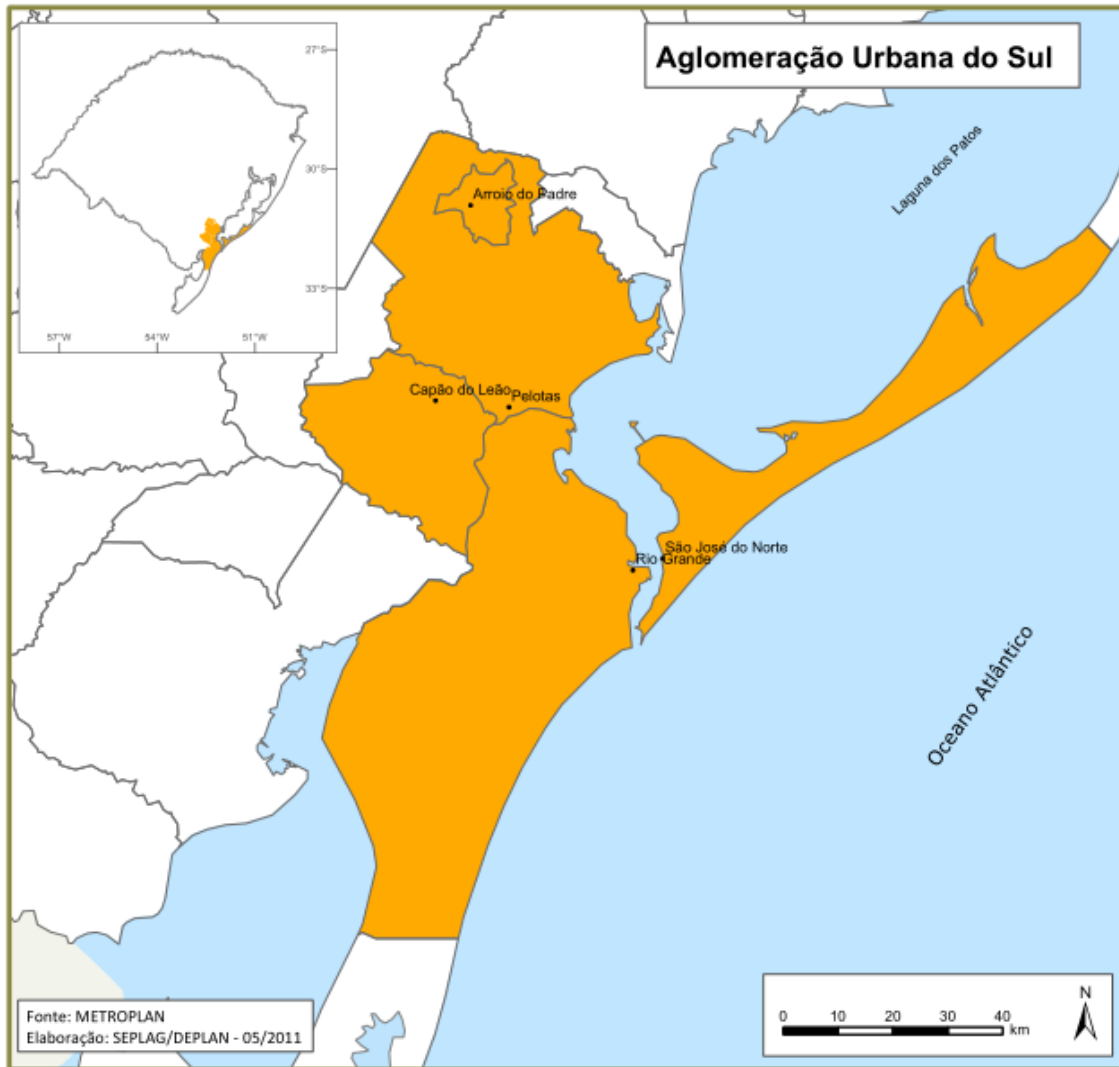 Aglomeração Urbana do Sul
27°S
30°S
33°S
57°W
54°W
51°W
Laguna dos Patos
Arroio do Padre
Capão do Leão
Pelotas
São José do Norte
Rio Grande
Oceano Atlântico
Fonte: METROPLAN
Elaboração: SEPLAG/DEPLAN - 05/2011
N
0 10 20 30 40
km